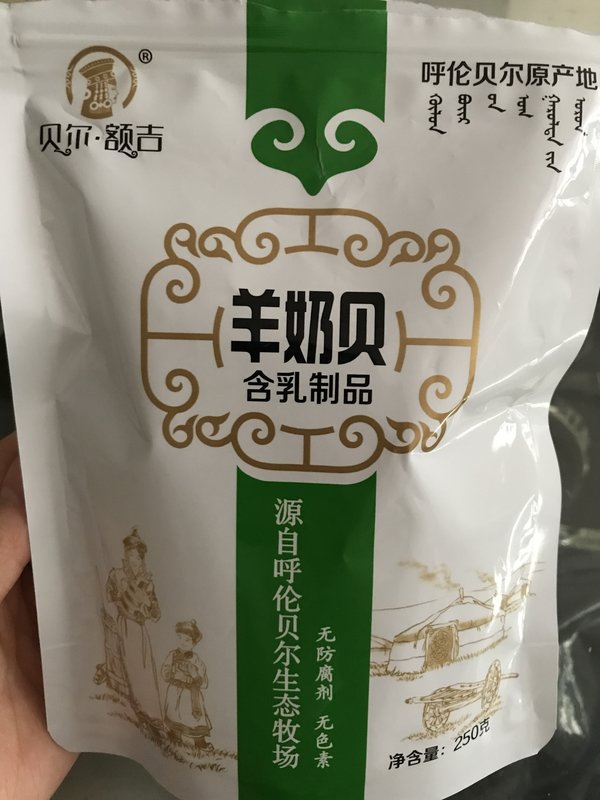 ®
贝尔·额吉
呼伦贝尔原产地
羊奶贝
含乳制品
源自呼伦贝尔生态牧场
无防腐剂 无色素
净含量：250克